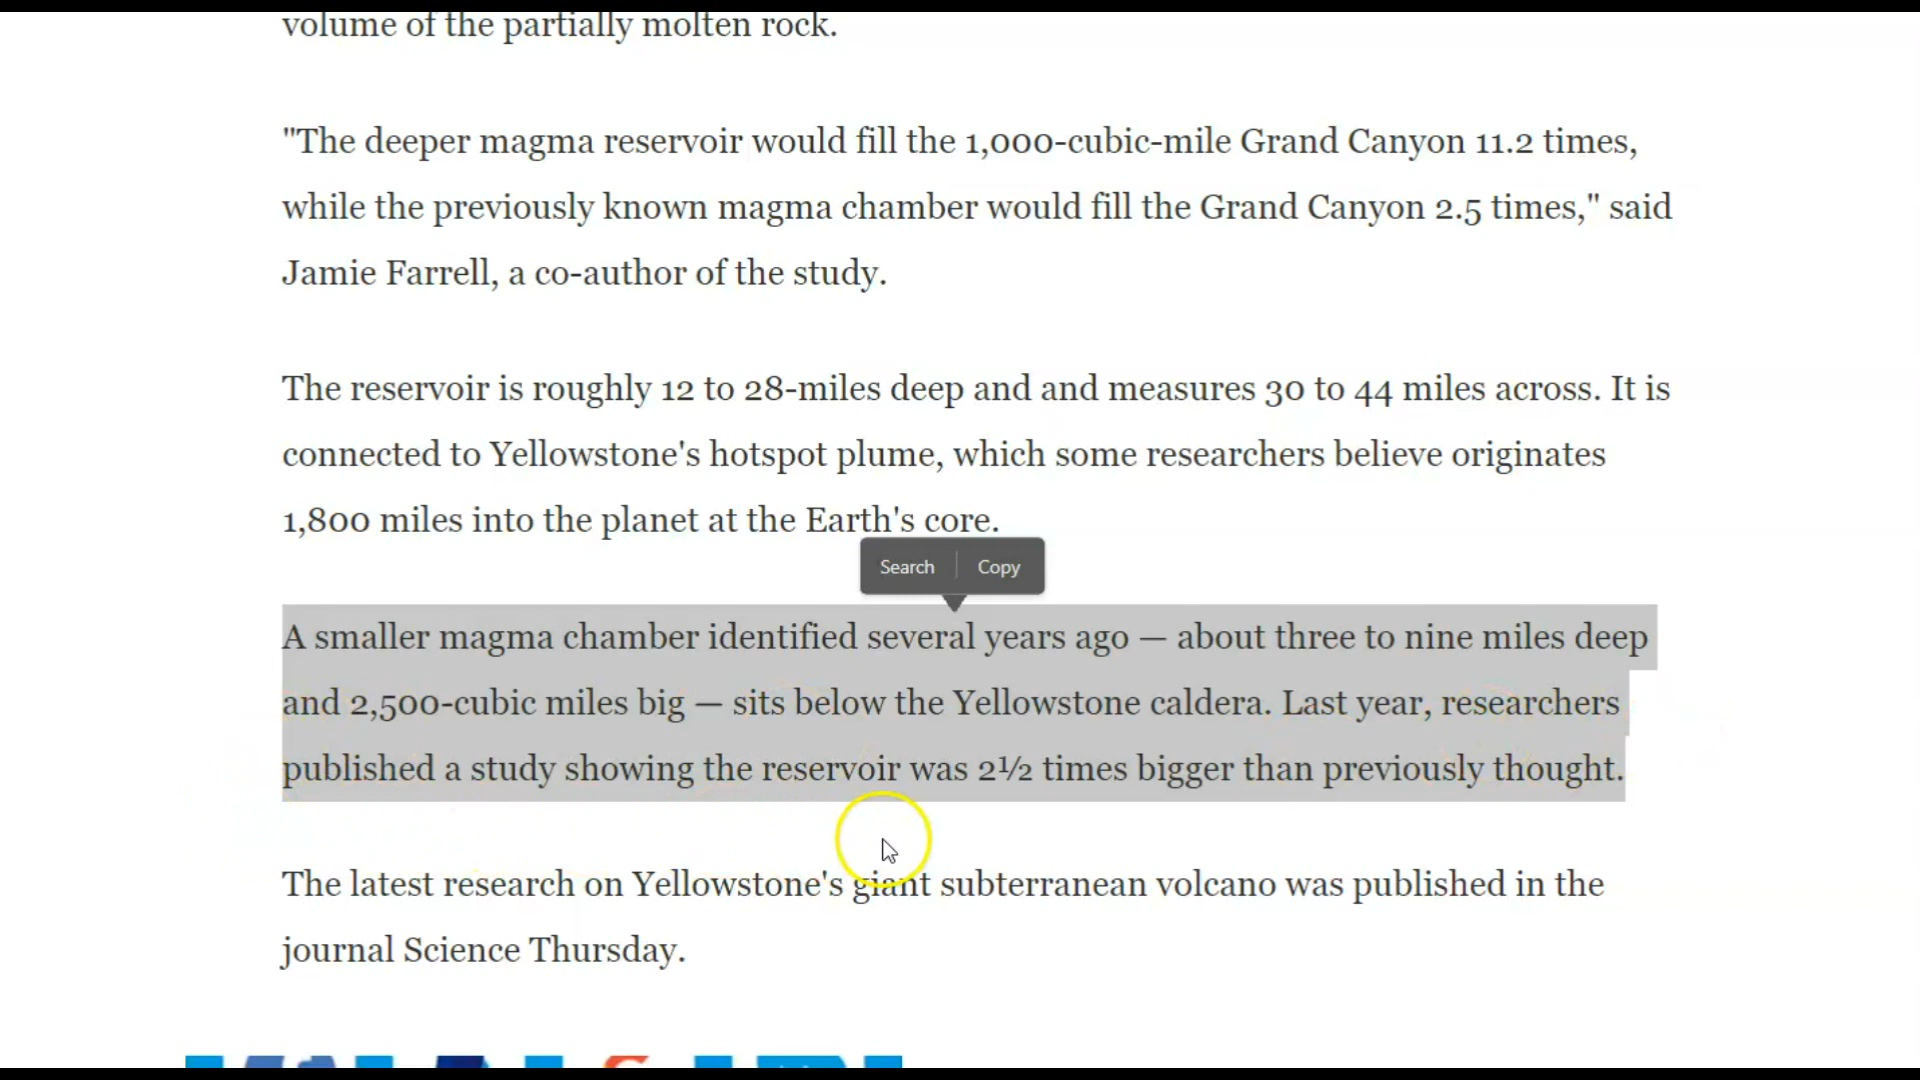 volume of the partially molten rock.
"The deeper magma reservoir would fill the 1,000-cubic-mile Grand Canyon 11.2 times,
while the previously known magma chamber would fill the Grand Canyon 2.5 times," said
Jamie Farrell, a co-author of the study.
The reservoir is roughly 12 to 28-miles deep and and measures 30 to 44 miles across. It is
connected to Yellowstone's hotspot plume, which some researchers believe originates
1,800 miles into the planet at the Earth's core.
Search Copy
A smaller magma chamber identified several years ago — about three to nine miles deep
and 2,500-cubic miles big — sits below the Yellowstone caldera. Last year, researchers
published a study showing the reservoir was 2½ times bigger than previously thought.
The latest research on Yellowstone's giant subterranean volcano was published in the
journal Science Thursday.